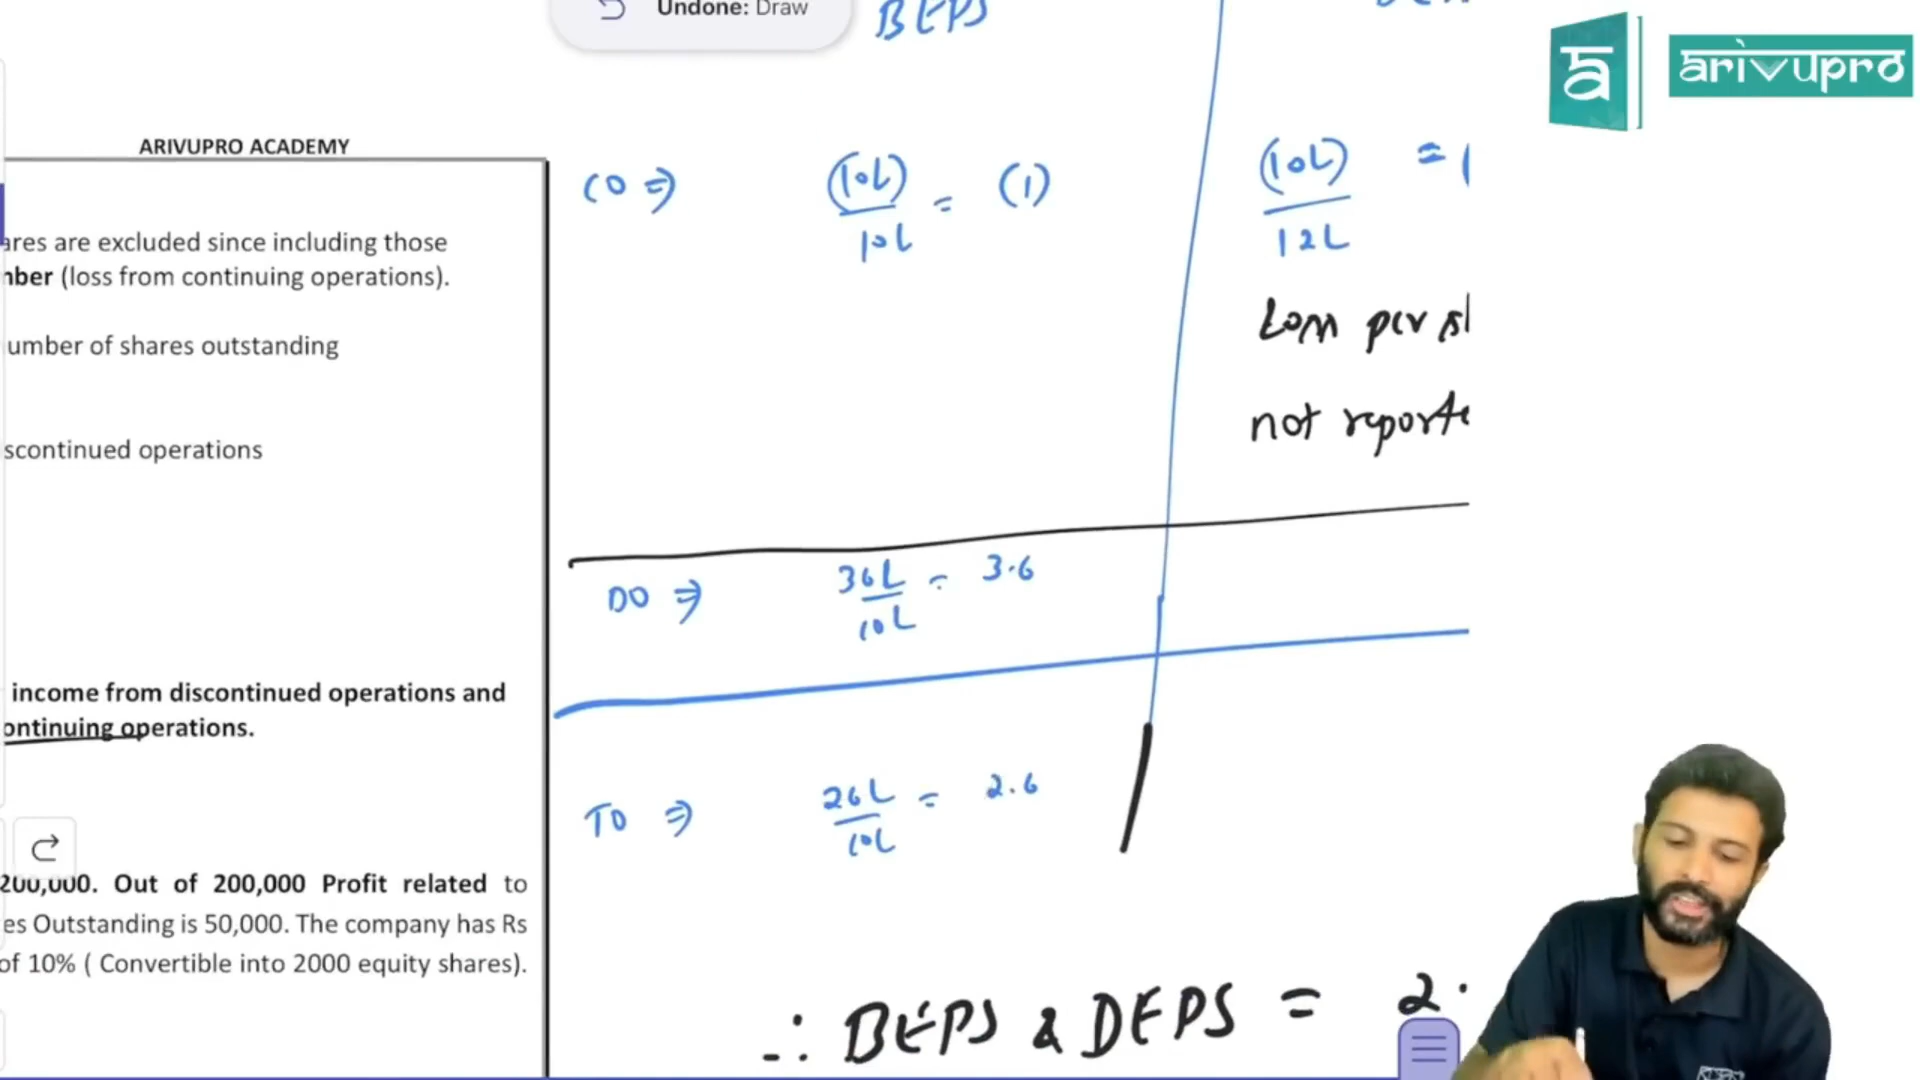 Undone: Draw
BEPS
ā arivupro
ARIVUPRO ACADEMY
ares are excluded since including those
nber (loss from continuing operations).
umber of shares outstanding
scontinued operations
income from discontinued operations and
ontinuing operations.
200,000. Out of 200,000 Profit related to
es Outstanding is 50,000. The company has Rs
of 10% ( Convertible into 2000 equity shares).
CO ⇒ (10L)/10L = (1)
(10L)/12L = (
Loss per sh
not reporte
DO ⇒ 36L/10L = 3.6
TO ⇒ 26L/10L = 2.6
∴ BEPS & DEPS = 2.